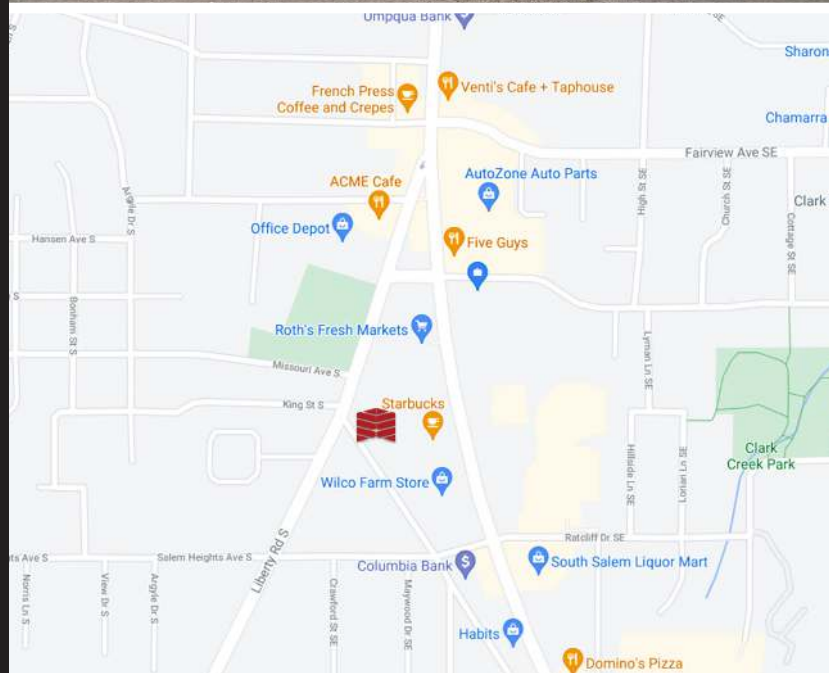 Umpqua Bank
SE
Sharon
French Press
Coffee and Crepes
Venti's Cafe + Taphouse
Chamarra
Fairview Ave SE
ACME Cafe
AutoZone Auto Parts
Argyle Dr S
High St SE
Church St SE
Clark
Cottage St SE
Office Depot
Hansen Ave S
Five Guys
Bonham St S
Roth's Fresh Markets
Missouri Ave S
Lyman Ln SE
King St S
Starbucks
Clark
Creek Park
Hillside Ln SE
Lorian Ln SE
Wilco Farm Store
Liberty Rd S
Ratcliff Dr SE
ts Ave S
Salem Heights Ave S
Columbia Bank
South Salem Liquor Mart
Norris Ln S
View Dr S
Argyle Dr S
Crawford St SE
Maywood Dr SE
Habits
Domino's Pizza